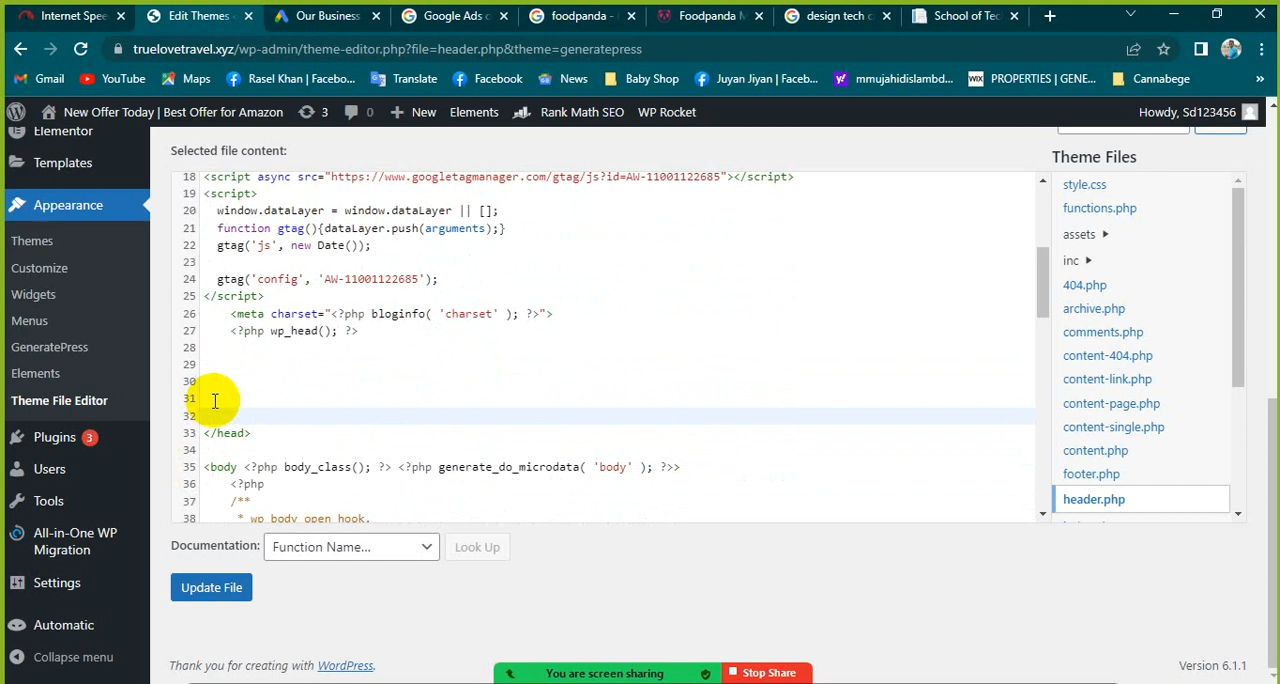 Internet Spee
Edit Themes
Our Business
Google Ads c
foodpanda -
Foodpanda M
design tech c
School of Tec
truelovetravel.xyz/wp-admin/theme-editor.php?file=header.php&theme=generatepress
Gmail
YouTube
Maps
Rasel Khan | Facebo...
Translate
Facebook
News
Baby Shop
Juyan Jiyan | Faceb...
mmujahidislambd...
WIX PROPERTIES | GENE...
Cannabege
»
New Offer Today | Best Offer for Amazon
3
0
New
Elements
Rank Math SEO
WP Rocket
Howdy, Sd123456
Elementor
Templates
Appearance
Themes
Customize
Widgets
Menus
GeneratePress
Elements
Theme File Editor
Plugins 3
Users
Tools
All-in-One WP
Migration
Settings
Automatic
Collapse menu
Selected file content:
18 <script async src="https://www.googletagmanager.com/gtag/js?id=AW-11001122685"></script>
19 <script>
20 window.dataLayer = window.dataLayer || [];
21 function gtag(){dataLayer.push(arguments);}
22 gtag('js', new Date());
23
24 gtag('config', 'AW-11001122685');
25 </script>
26 <meta charset="<?php bloginfo( 'charset' ); ?>">
27 <?php wp_head(); ?>
28
29
30
31
32
33 </head>
34
35 <body <?php body_class(); ?> <?php generate_do_microdata( 'body' ); ?>>
36 <?php
37 /**
38 * wp_body_open hook.
Documentation:
Function Name...
Look Up
Update File
Theme Files
style.css
functions.php
assets
inc
404.php
archive.php
comments.php
content-404.php
content-link.php
content-page.php
content-single.php
content.php
footer.php
header.php
Thank you for creating with WordPress.
Version 6.1.1
You are screen sharing
Stop Share